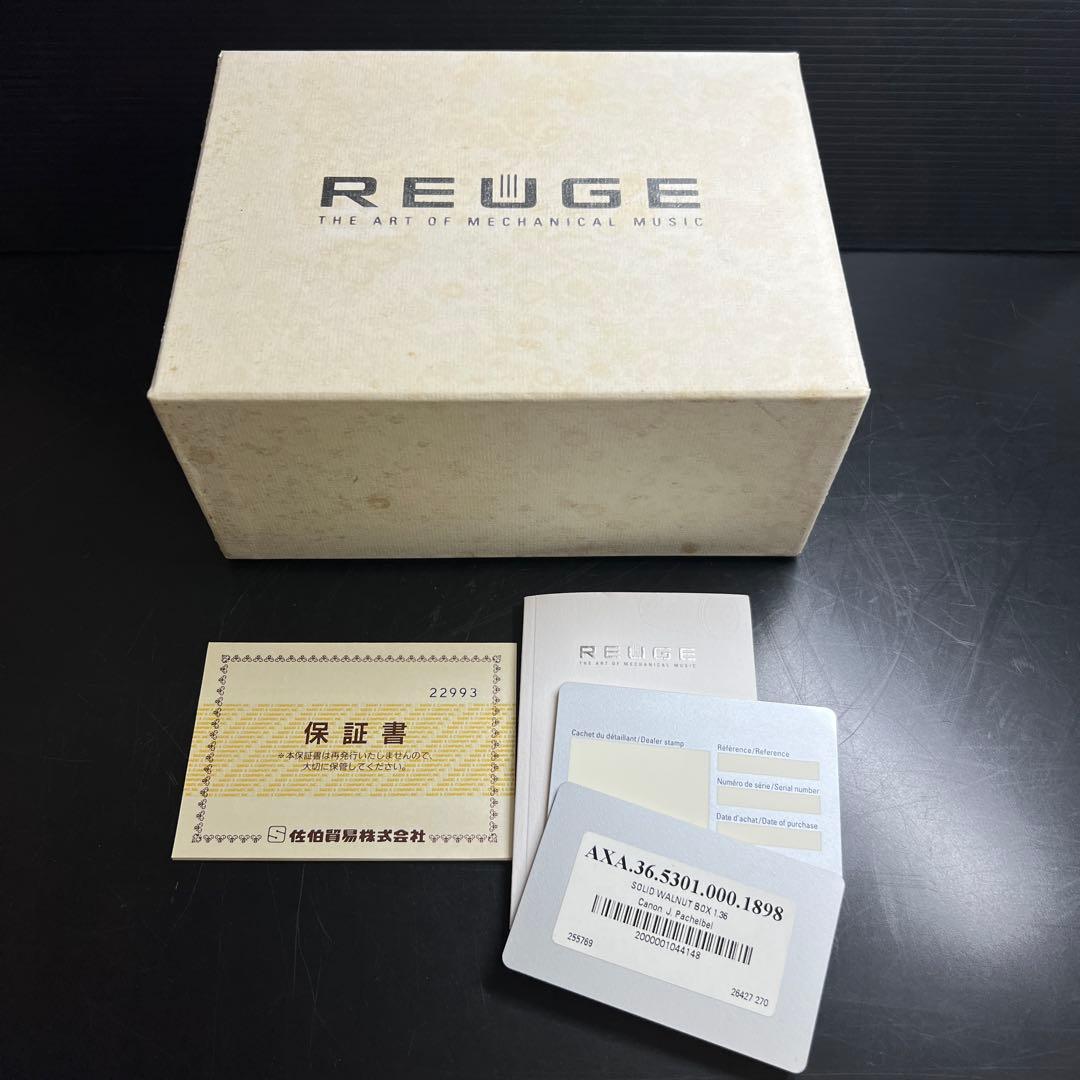 REUGE
THE ART OF MECHANICAL MUSIC
22993
保証書
※本保証書は再発行いたしませんので、
大切に保管してください。
S 佐伯貿易株式会社
REUGE
THE ART OF MECHANICAL MUSIC
Cachet du détaillant/Dealer stamp
Référence/Reference
Numéro de série/Serial number
Date d'achat/Date of purchase
AXA.36.5301.000.1898
SOLID WALNUT BOX 1.36
Canon J. Pachelbel
255769
2000001044148
26427 270